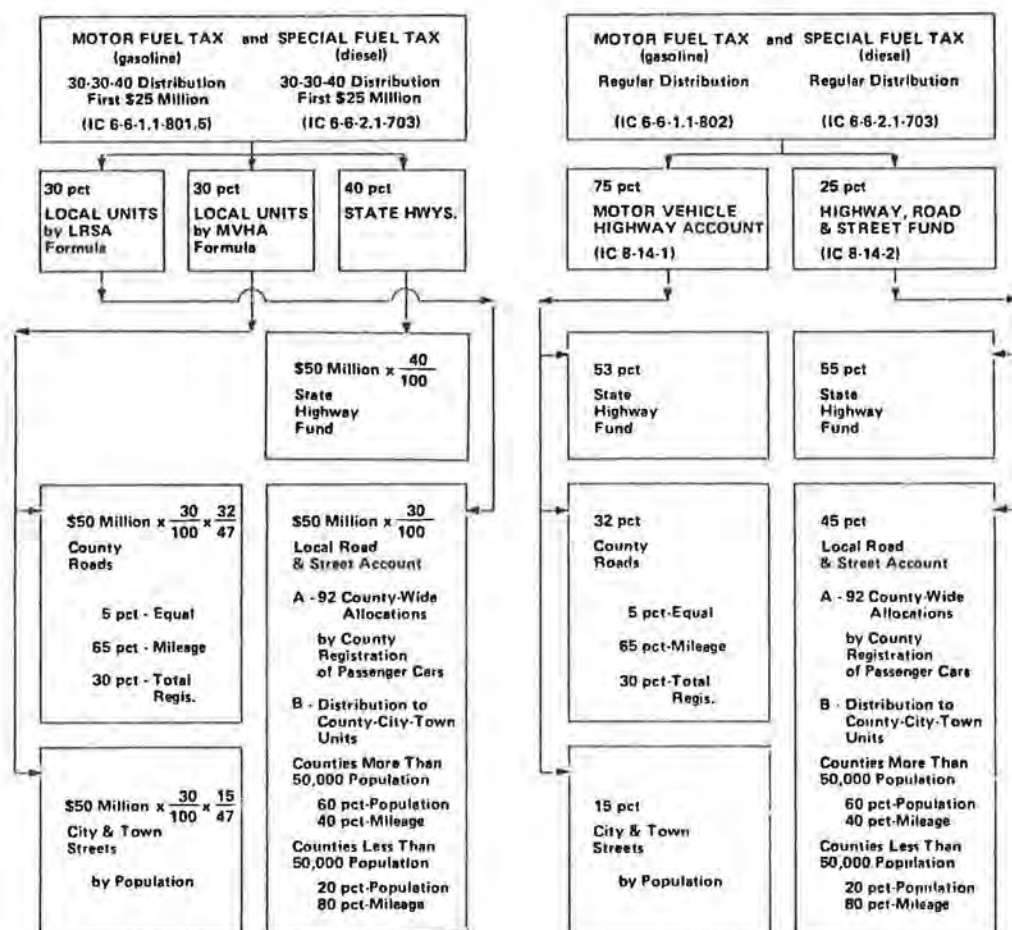 MOTOR FUEL TAX and SPECIAL FUEL TAX
(gasoline) (diesel)
30-30-40 Distribution 30-30-40 Distribution
First $25 Million First $25 Million
(IC 6-6-1.1-801.5) (IC 6-6-2.1-703)
30 pct
LOCAL UNITS
by LRSA
Formula
30 pct
LOCAL UNITS
by MVHA
Formula
40 pct
STATE HWYS.
$50 Million x 40/100
State
Highway
Fund
$50 Million x 30/100 x 32/47
County
Roads
5 pct - Equal
65 pct - Mileage
30 pct - Total
Regis.
$50 Million x 30/100 x 15/47
City & Town
Streets
by Population
$50 Million x 30/100
Local Road
& Street Account
A - 92 County-Wide
Allocations
by County
Registration
of Passenger Cars
B - Distribution to
County-City-Town
Units
Counties More Than
50,000 Population
60 pct-Population
40 pct-Mileage
Counties Less Than
50,000 Population
20 pct-Population
80 pct-Mileage
MOTOR FUEL TAX and SPECIAL FUEL TAX
(gasoline) (diesel)
Regular Distribution Regular Distribution
(IC 6-6-1.1-802) (IC 6-6-2.1-703)
75 pct
MOTOR VEHICLE
HIGHWAY ACCOUNT
(IC 8-14-1)
25 pct
HIGHWAY, ROAD
& STREET FUND
(IC 8-14-2)
53 pct
State
Highway
Fund
55 pct
State
Highway
Fund
32 pct
County
Roads
5 pct-Equal
65 pct-Mileage
30 pct-Total
Regis.
15 pct
City & Town
Streets
by Population
45 pct
Local Road
& Street Account
A - 92 County-Wide
Allocations
by County
Registration
of Passenger Cars
B - Distribution to
County-City-Town
Units
Counties More Than
50,000 Population
60 pct-Population
40 pct-Mileage
Counties Less Than
50,000 Population
20 pct-Population
80 pct-Mileage